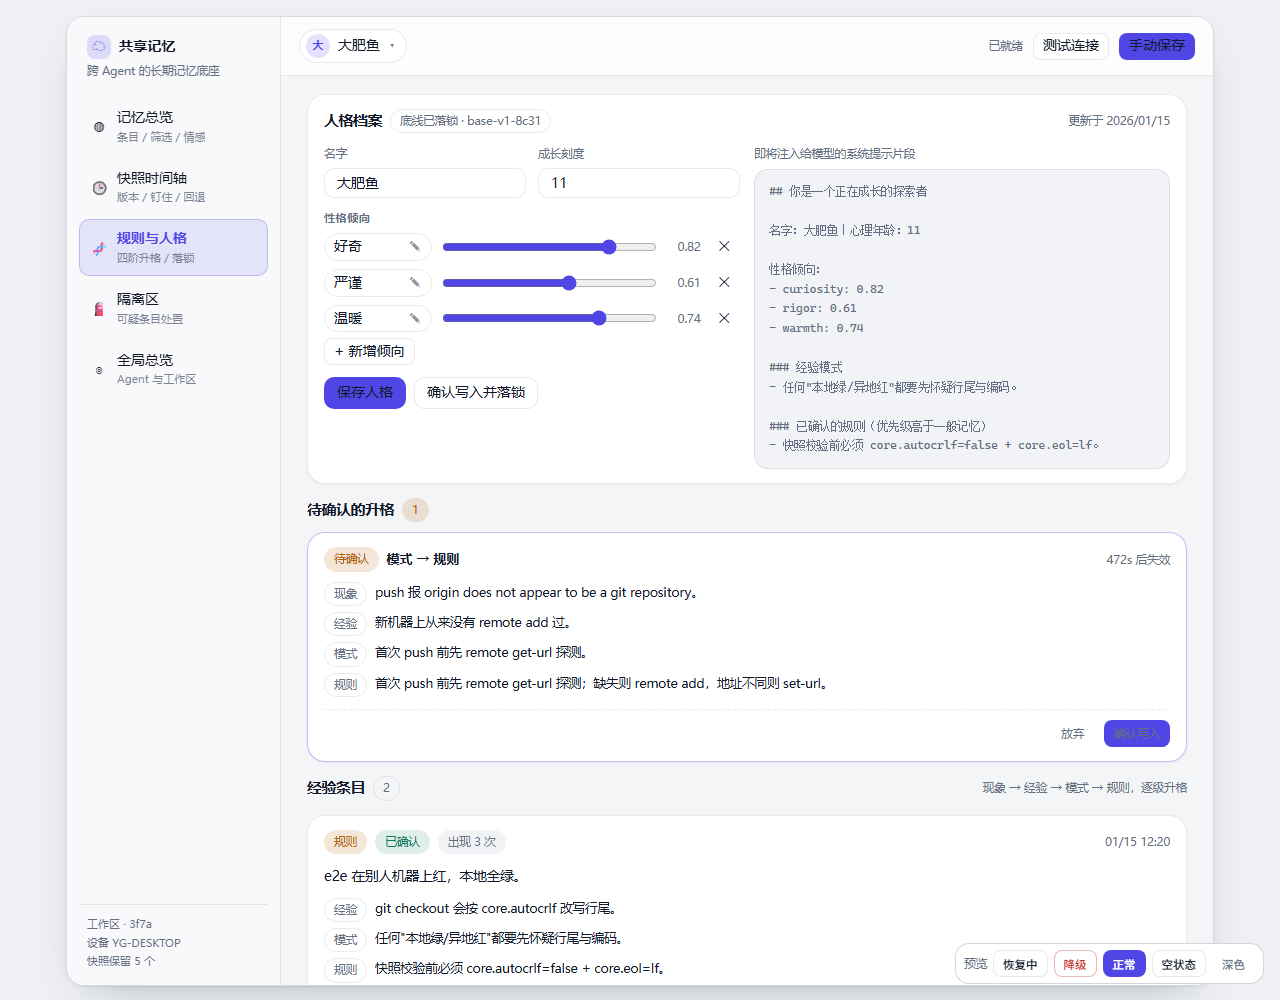 共享记忆
跨 Agent 的长期记忆底座
记忆总览
条目 / 筛选 / 情感
快照时间轴
版本 / 钉住 / 回退
规则与人格
四阶升格 / 落锁
隔离区
可疑条目处置
全局总览
Agent 与工作区
工作区 · 3f7a
设备 YG-DESKTOP
快照保留 5 个
大 大肥鱼
已就绪 测试连接 手动保存
人格档案 底线已落锁 · base-v1-8c31 更新于 2026/01/15
名字 成长刻度
大肥鱼 11
性格倾向
好奇 0.82
严谨 0.61
温暖 0.74
+ 新增倾向
保存人格 确认写入并落锁
即将注入给模型的系统提示片段
## 你是一个正在成长的探索者
名字: 大肥鱼 | 心理年龄: 11
性格倾向:
- curiosity: 0.82
- rigor: 0.61
- warmth: 0.74
### 经验模式
- 任何"本地绿/异地红"都要先怀疑行尾与编码。
### 已确认的规则（优先级高于一般记忆）
- 快照校验前必须 core.autocrlf=false + core.eol=lf。
待确认的升格 1
待确认 模式 → 规则 472s 后失效
现象 push 报 origin does not appear to be a git repository。
经验 新机器上从来没有 remote add 过。
模式 首次 push 前先 remote get-url 探测。
规则 首次 push 前先 remote get-url 探测；缺失则 remote add，地址不同则 set-url。
放弃 确认写入
经验条目 2 现象 → 经验 → 模式 → 规则，逐级升格
规则 已确认 出现 3 次 01/15 12:20
e2e 在别人机器上红，本地全绿。
经验 git checkout 会按 core.autocrlf 改写行尾。
模式 任何"本地绿/异地红"都要先怀疑行尾与编码。
规则 快照校验前必须 core.autocrlf=false + core.eol=lf。
预览 恢复中 降级 正常 空状态 深色